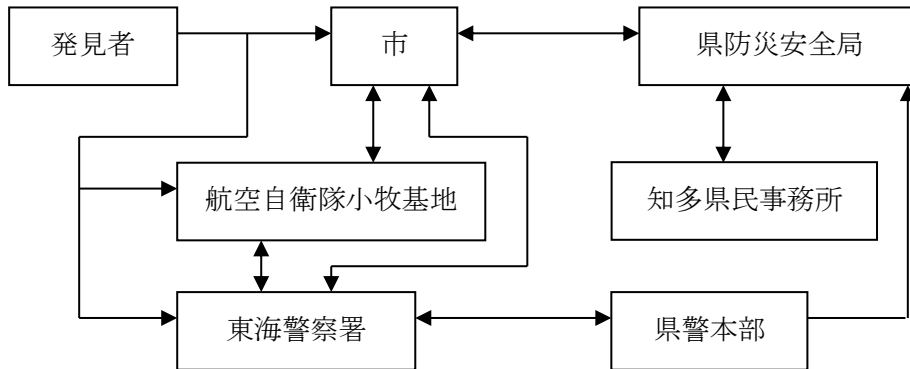 発見者
市
県防災安全局
航空自衛隊小牧基地
知多県民事務所
東海警察署
県警本部